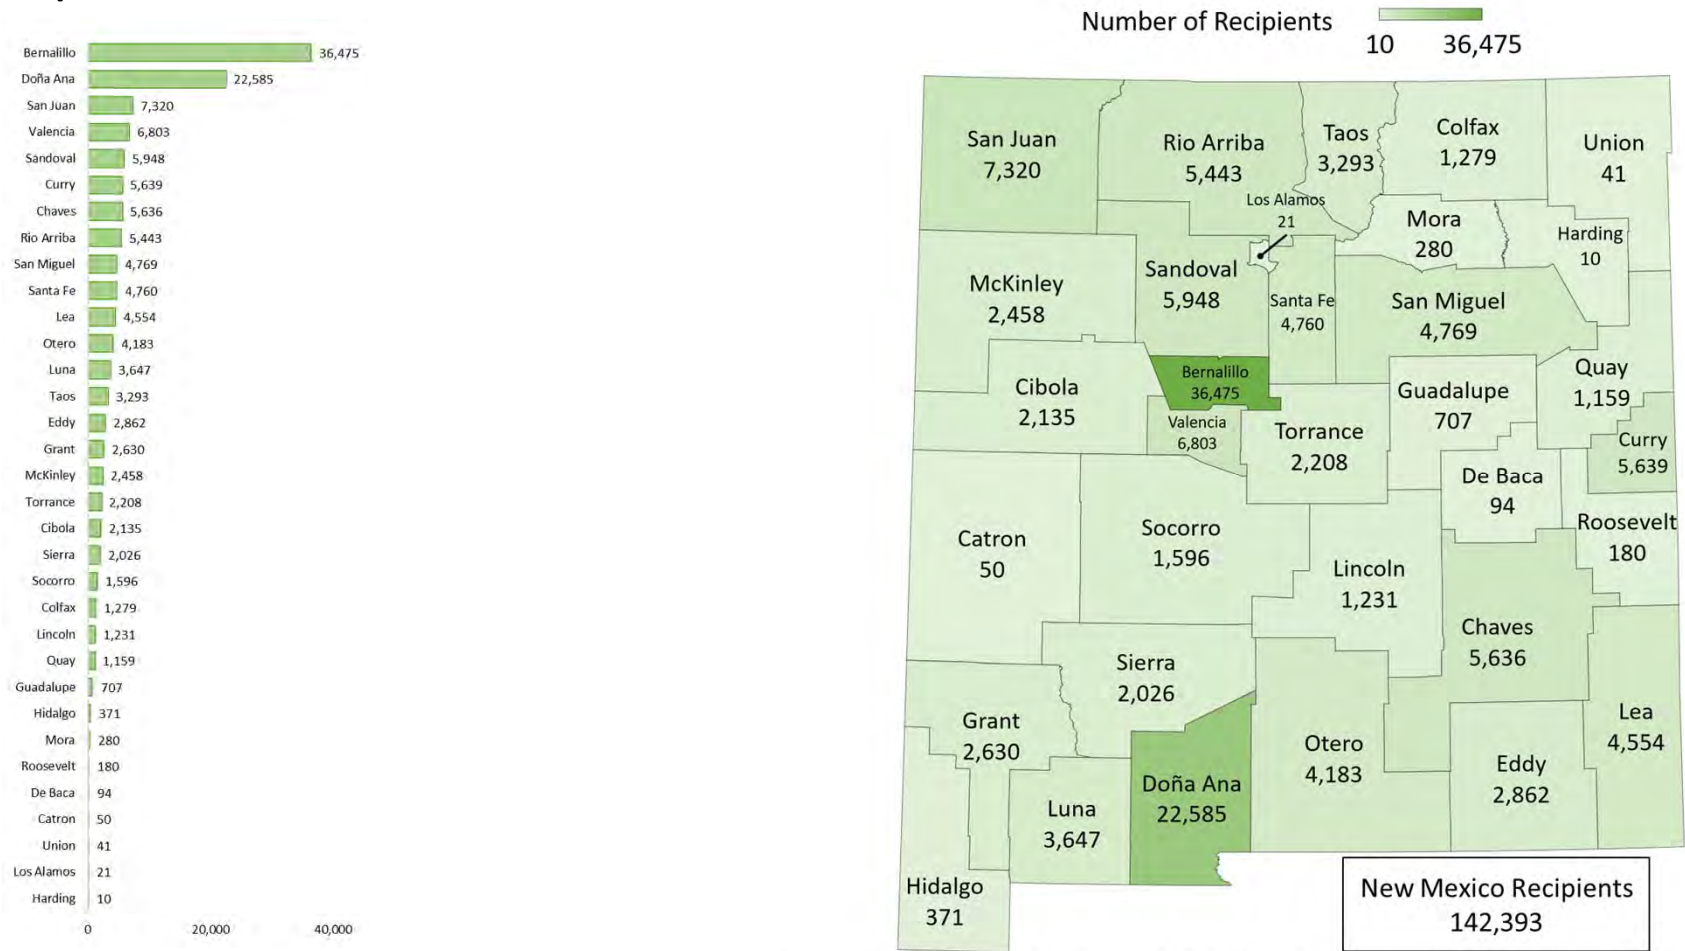 Bernalillo 36,475
Doña Ana 22,585
San Juan 7,320
Valencia 6,803
Sandoval 5,948
Curry 5,639
Chaves 5,636
Rio Arriba 5,443
San Miguel 4,769
Santa Fe 4,760
Lea 4,554
Otero 4,183
Luna 3,647
Taos 3,293
Eddy 2,862
Grant 2,630
McKinley 2,458
Torrance 2,208
Cibola 2,135
Sierra 2,026
Socorro 1,596
Colfax 1,279
Lincoln 1,231
Quay 1,159
Guadalupe 707
Hidalgo 371
Mora 280
Roosevelt 180
De Baca 94
Catron 50
Union 41
Los Alamos 21
Harding 10
0 20,000 40,000
Number of Recipients
10 36,475
San Juan
7,320
Rio Arriba
5,443
Taos
3,293
Colfax
1,279
Union
41
Los Alamos
21
Mora
280
Harding
10
McKinley
2,458
Sandoval
5,948
Santa Fe
4,760
San Miguel
4,769
Bernalillo
36,475
Cibola
2,135
Valencia
6,803
Torrance
2,208
Guadalupe
707
Quay
1,159
Curry
5,639
De Baca
94
Roosevelt
180
Catron
50
Socorro
1,596
Lincoln
1,231
Chaves
5,636
Sierra
2,026
Grant
2,630
Lea
4,554
Otero
4,183
Eddy
2,862
Doña Ana
22,585
Luna
3,647
Hidalgo
371
New Mexico Recipients
142,393